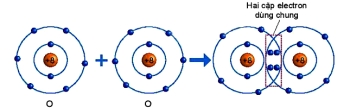 Hai cặp electron
dùng chung
+8 + +8 +8 +8
O O